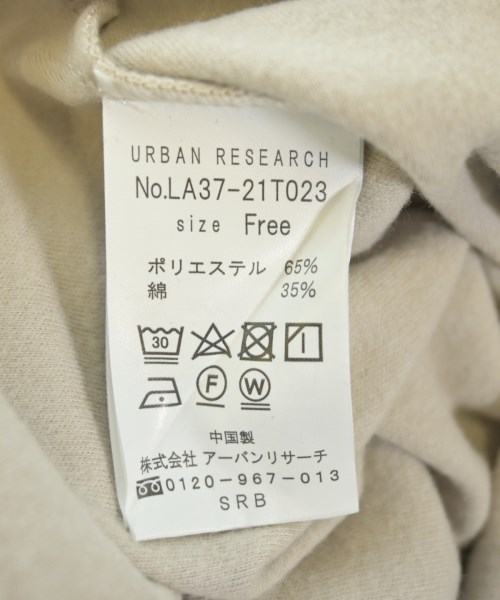 URBAN RESEARCH
No.LA37-21T023
size Free
ポリエステル 65%
綿 35%
30
F W
中国製
株式会社 アーバンリサーチ
0120-967-013
SRB